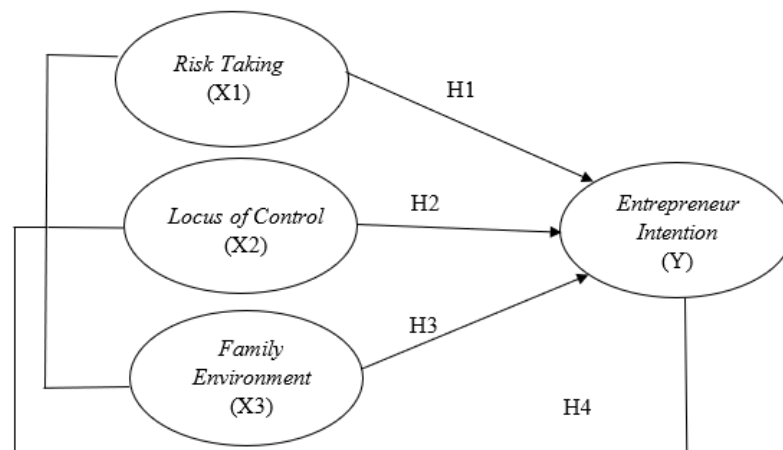 Risk Taking
(X1)
H1
Locus of Control
(X2)
H2
Entrepreneur
Intention
(Y)
Family
Environment
(X3)
H3
H4